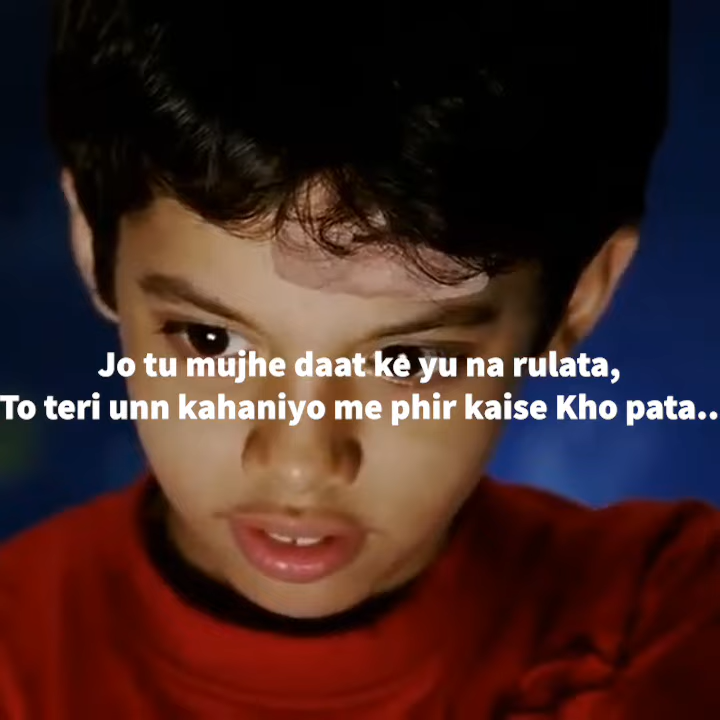 Jo tu mujhe daat ke yu na rulata,
To teri unn kahaniyo me phir kaise Kho pata..